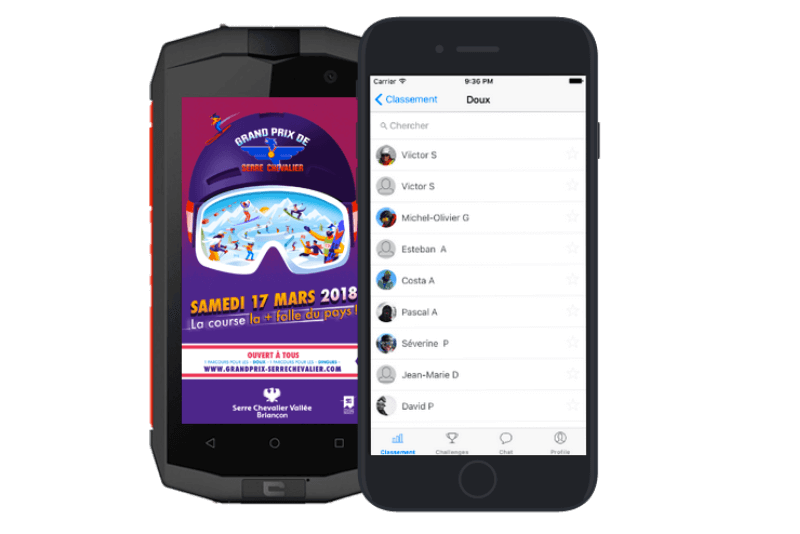 GRAND PRIX DE
SERRE CHEVALIER
SAMEDI 17 MARS 2018
La course la + folle du pays !
OUVERT À TOUS
1 PARCOURS POUR LES « DOUX » - 1 PARCOURS POUR LES « DINGUES »
WWW.GRANDPRIX-SERRECHEVALIER.COM
Serre Chevalier Vallée
Briançon
Carrier 9:36 PM
Classement Doux
Chercher
Viictor S
Victor S
Michel-Olivier G
Esteban A
Costa A
Pascal A
Séverine P
Jean-Marie D
David P
Classement Challenges Chat Profile